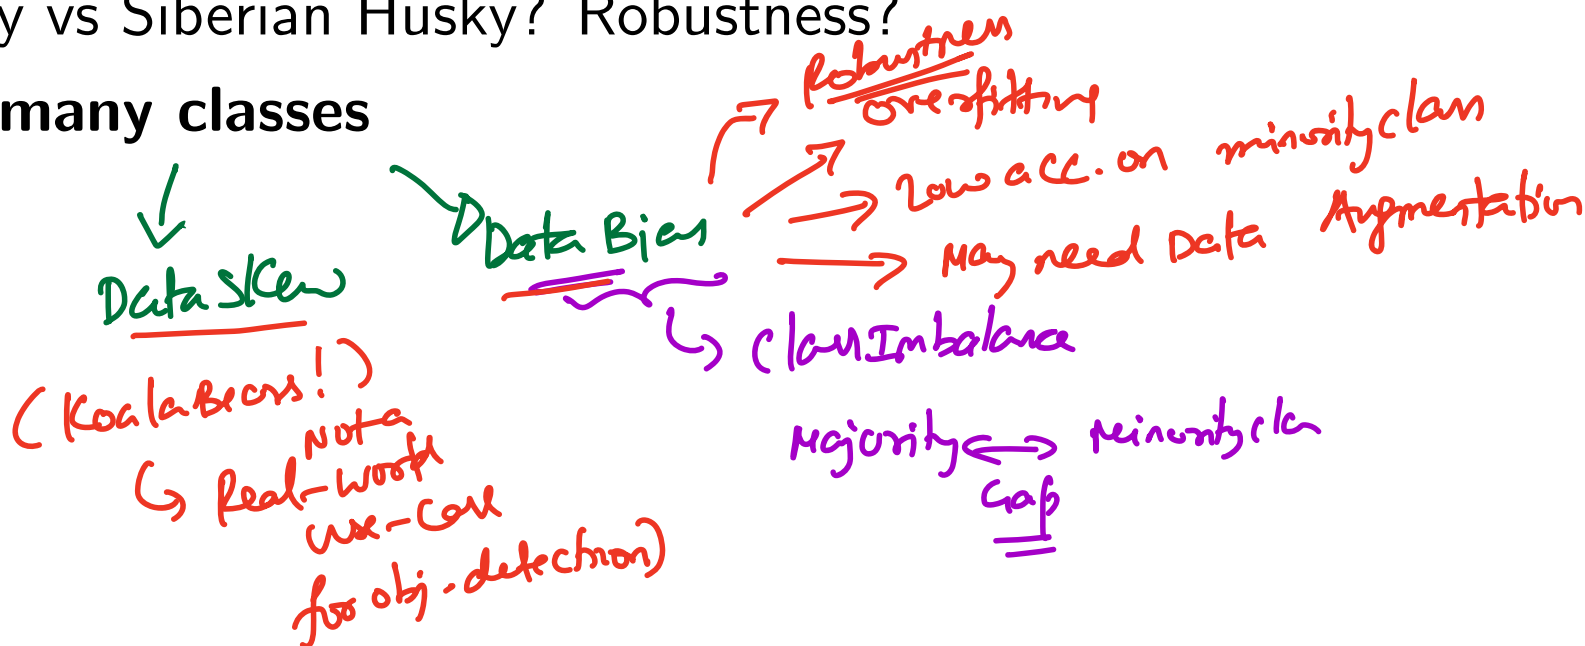 y vs Siberian Husky? Robustness?
many classes
Robustness
overfitting
Low acc. on minority class
May need Data Augmentation
Data Bias
Data Skew
Class Imbalance
(Koala Bears!)
Not a
Real-World
use-case
for obj. detection)
Majority ↔ Minority cla
Gap